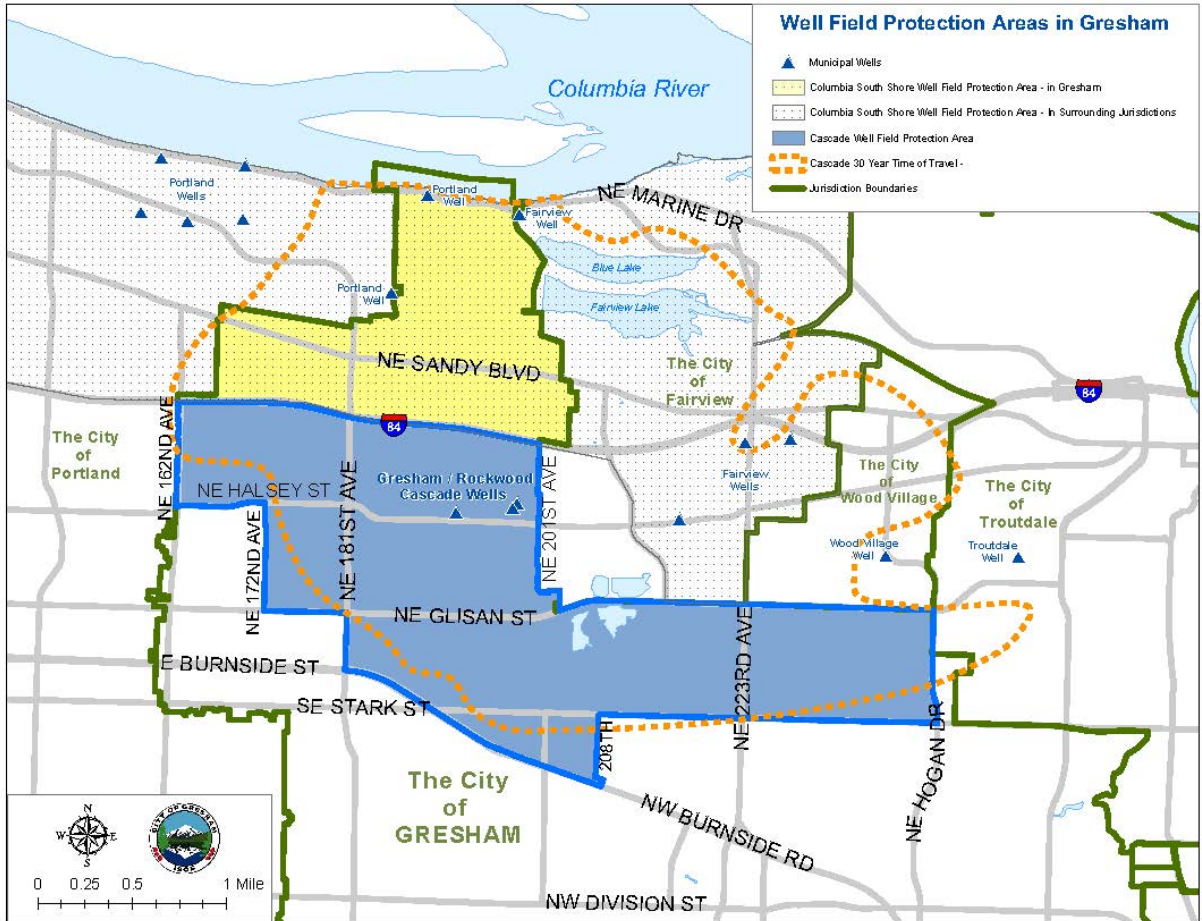 Well Field Protection Areas in Gresham
Municipal Wells
Columbia South Shore Well Field Protection Area - in Gresham
Columbia South Shore Well Field Protection Area - In Surrounding Jurisdictions
Cascade Well Field Protection Area
Cascade 30 Year Time of Travel -
Jurisdiction Boundaries
Columbia River
Portland
Wells
Portland
Well
Fairview
Well
NE MARINE DR
Blue Lake
Fairview Lake
Portland
Well
NE SANDY BLVD
The City
of
Fairview
84
84
The City
of
Portland
NE 162ND AVE
NE HALSEY ST
NE 181ST AVE
Gresham / Rockwood
Cascade Wells
NE 201ST AVE
Fairview
Wells
The City
of
Wood Village
The City
of
Troutdale
Wood Village
Well
Troutdale
Well
NE 172ND AVE
NE GLISAN ST
E BURNSIDE ST
SE STARK ST
NE 223RD AVE
208TH
NE HOGAN DR
The City
of
GRESHAM
NW BURNSIDE RD
NW DIVISION ST
N
W
E
S
CITY OF GRESHAM
0 0.25 0.5 1 Mile